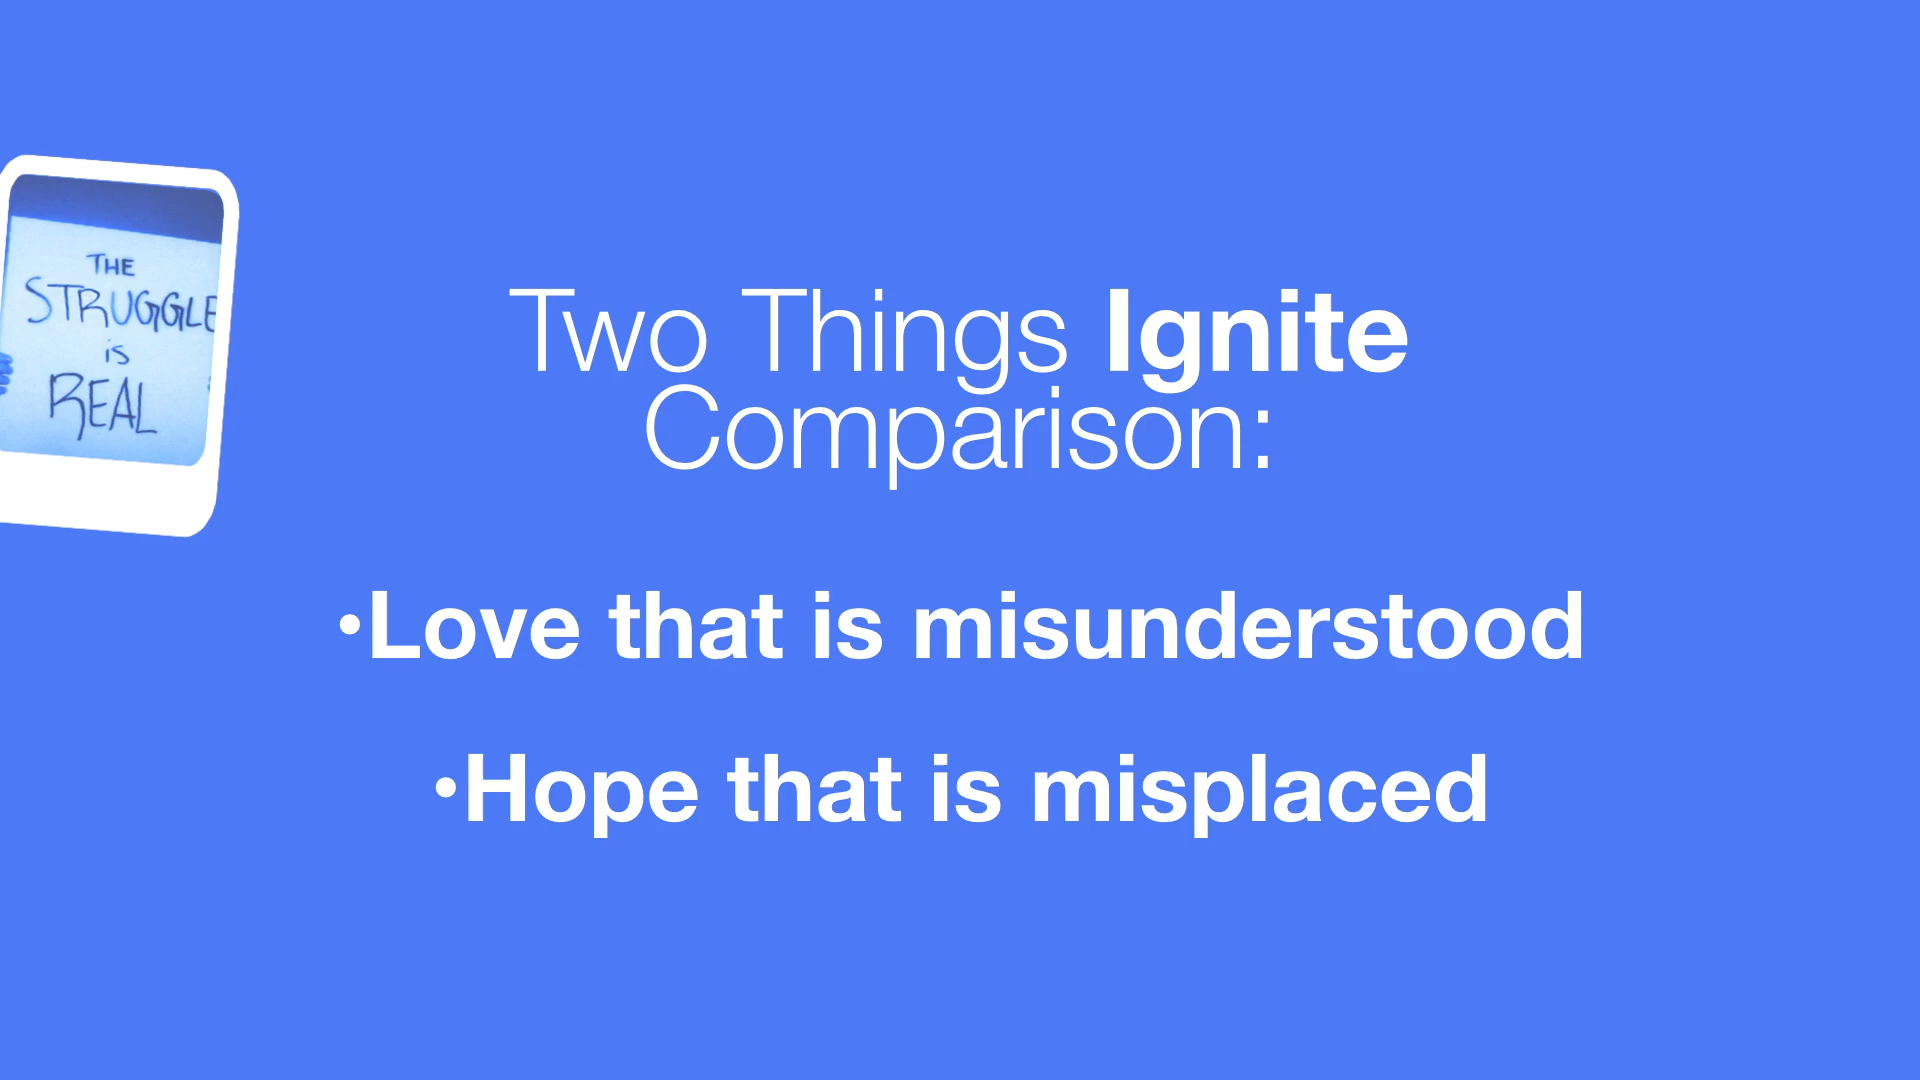 THE
STRUGGLE
is
REAL
Two Things Ignite
Comparison:
•Love that is misunderstood
•Hope that is misplaced